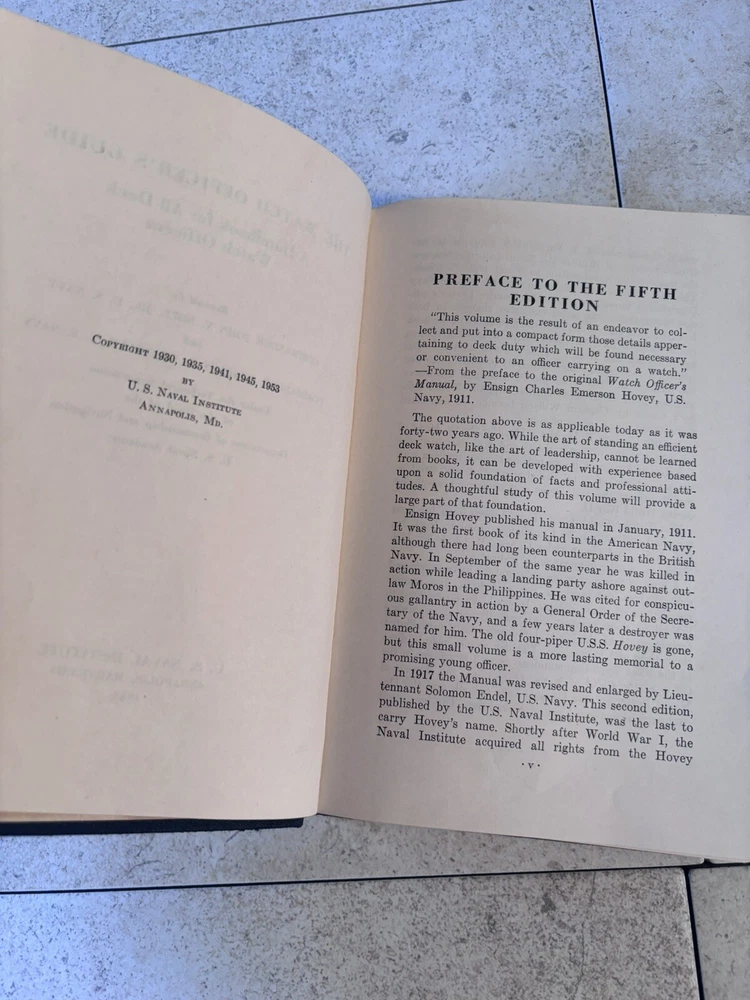 Copyright 1930, 1935, 1941, 1945, 1953
by
U. S. Naval Institute
Annapolis, Md.
PREFACE TO THE FIFTH
EDITION
"This volume is the result of an endeavor to col-
lect and put into a compact form those details apper-
taining to deck duty which will be found necessary
or convenient to an officer carrying on a watch."
—From the preface to the original Watch Officer's
Manual, by Ensign Charles Emerson Hovey, U.S.
Navy, 1911.
The quotation above is as applicable today as it was
forty-two years ago. While the art of standing an efficient
deck watch, like the art of leadership, cannot be learned
from books, it can be developed with experience based
upon a solid foundation of facts and professional atti-
tudes. A thoughtful study of this volume will provide a
large part of that foundation.
Ensign Hovey published his manual in January, 1911.
It was the first book of its kind in the American Navy,
although there had long been counterparts in the British
Navy. In September of the same year he was killed in
action while leading a landing party ashore against out-
law Moros in the Philippines. He was cited for conspicu-
ous gallantry in action by a General Order of the Secre-
tary of the Navy, and a few years later a destroyer was
named for him. The old four-piper U.S.S. Hovey is gone,
but this small volume is a more lasting memorial to a
promising young officer.
In 1917 the Manual was revised and enlarged by Lieu-
tennant Solomon Endel, U.S. Navy. This second edition,
published by the U.S. Naval Institute, was the last to
carry Hovey's name. Shortly after World War I, the
Naval Institute acquired all rights from the Hovey
· v ·